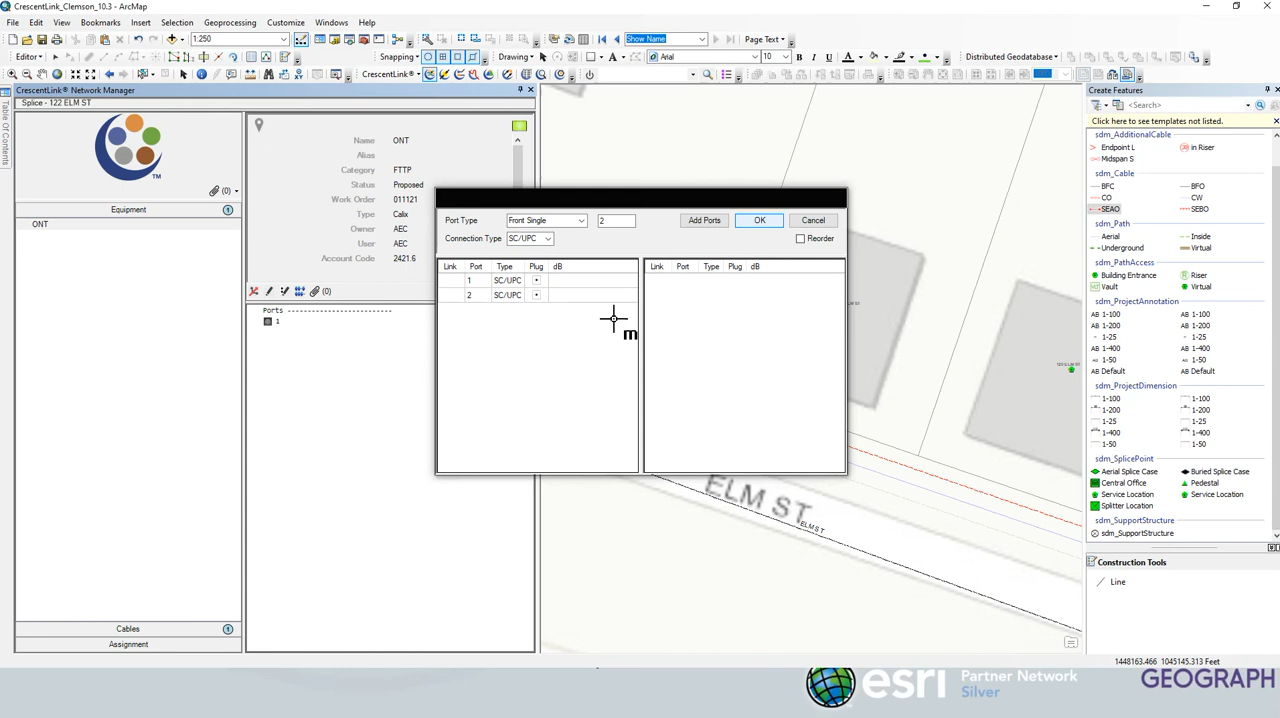 CrescentLink_Clemson_10.3 - ArcMap
File Edit View Bookmarks Insert Selection Geoprocessing Customize Windows Help
1:250
Show Name
Page Text
Editor
Snapping
Drawing
Arial
10
B I U
A
Distributed Geodatabase
CrescentLink®
Table Of Contents
CrescentLink® Network Manager
Splice - 122 ELM ST
TM
(0)
Equipment 1
ONT
Cables 1
Assignment
Name ONT
Alias
Category FTTP
Status Proposed
Work Order 011121
Type Calix
Owner AEC
User AEC
Account Code 2421.6
(0)
Ports
1
Port Type Front Single 2 Add Ports OK Cancel
Connection Type SC/UPC Reorder
Link Port Type Plug dB
1 SC/UPC
2 SC/UPC
Link Port Type Plug dB
m
ELM ST
ELM ST
Create Features
<Search>
Click here to see templates not listed.
sdm_AdditionalCable
Endpoint L in Riser
Midspan S
sdm_Cable
BFC BFO
CO CW
SEAO SEBO
sdm_Path
Aerial Inside
Underground Virtual
sdm_PathAccess
Building Entrance Riser
Vault Virtual
sdm_ProjectAnnotation
AB 1-100 AB 1-100
AB 1-200 AB 1-200
1-25 AB 1-25
AB 1-400 AB 1-400
1-50 AB 1-50
AB Default AB Default
sdm_ProjectDimension
1-100 1-100
1-200 1-200
1-25 1-25
1-400 1-400
1-50 1-50
sdm_SplicePoint
Aerial Splice Case Buried Splice Case
Central Office Pedestal
Service Location Service Location
Splitter Location
sdm_SupportStructure
sdm_SupportStructure
Construction Tools
Line
1448163.466 1045145.313 Feet
esri Partner Network
Silver
GEOGRAPH